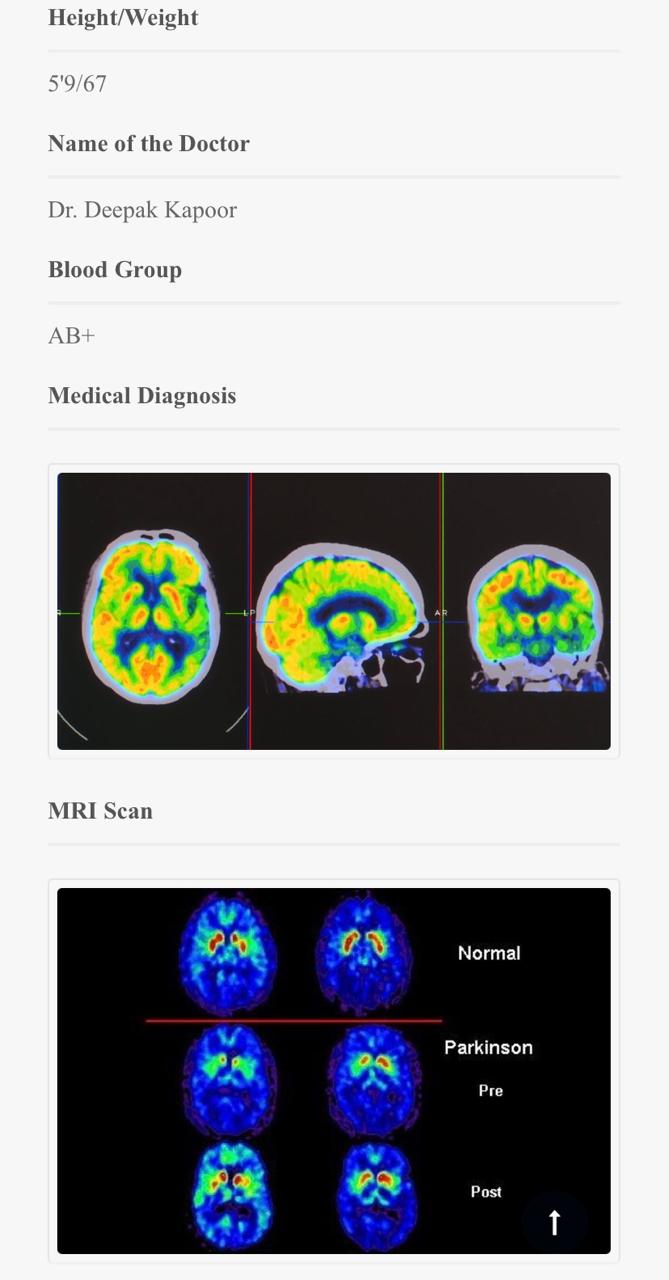 Height/Weight
5'9/67
Name of the Doctor
Dr. Deepak Kapoor
Blood Group
AB+
Medical Diagnosis
R
LP
AR
MRI Scan
Normal
Parkinson
Pre
Post